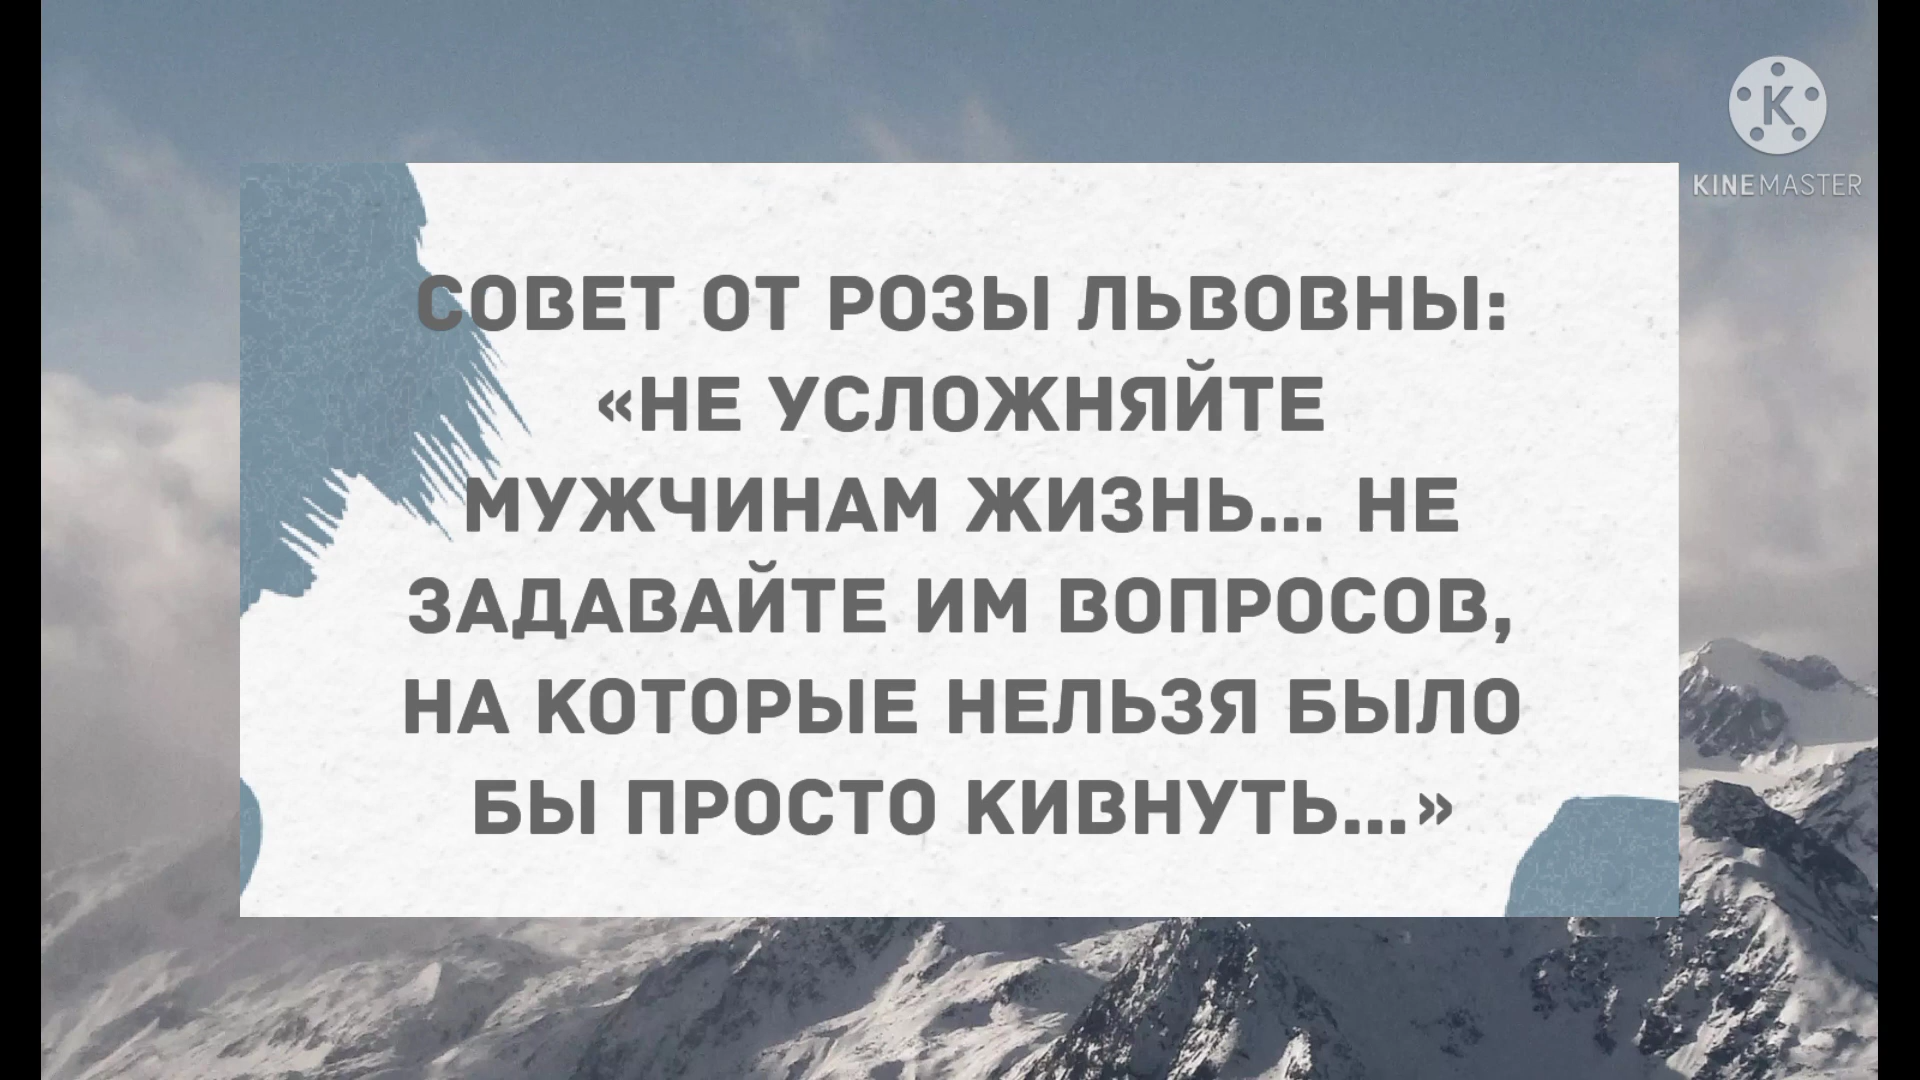 KINEMASTER
СОВЕТ ОТ РОЗЫ ЛЬВОВНЫ:
«НЕ УСЛОЖНЯЙТЕ
МУЖЧИНАМ ЖИЗНЬ... НЕ
ЗАДАВАЙТЕ ИМ ВОПРОСОВ,
НА КОТОРЫЕ НЕЛЬЗЯ БЫЛО
БЫ ПРОСТО КИВНУТЬ...»